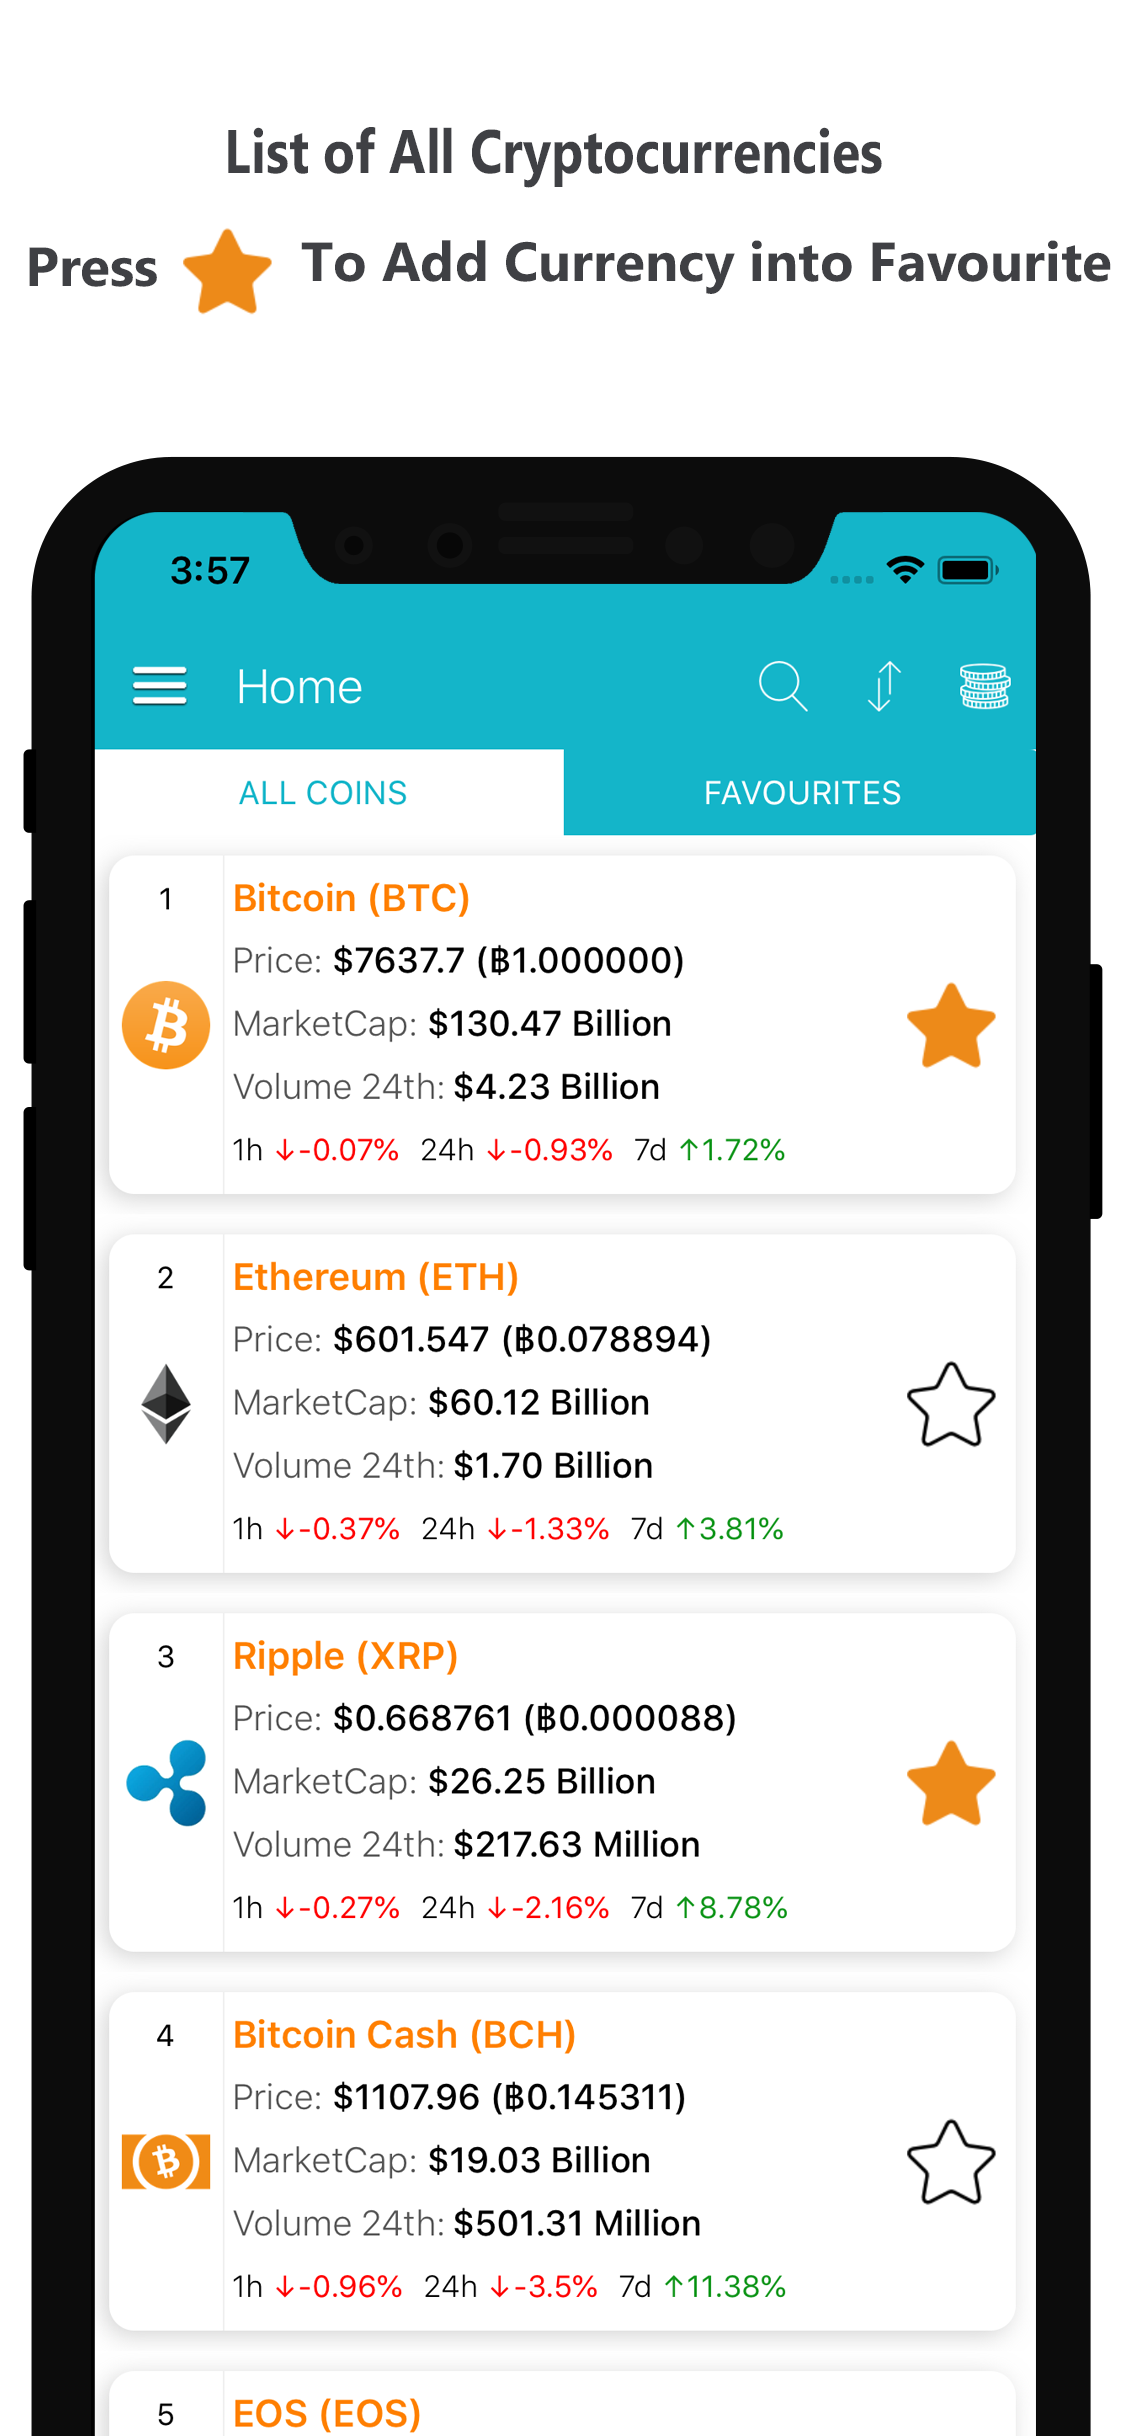 List of All Cryptocurrencies
Press To Add Currency into Favourite
3:57
Home
ALL COINS FAVOURITES
1 Bitcoin (BTC)
Price: $7637.7 (฿1.000000)
MarketCap: $130.47 Billion
Volume 24th: $4.23 Billion
1h ↓-0.07% 24h ↓-0.93% 7d ↑1.72%
2 Ethereum (ETH)
Price: $601.547 (฿0.078894)
MarketCap: $60.12 Billion
Volume 24th: $1.70 Billion
1h ↓-0.37% 24h ↓-1.33% 7d ↑3.81%
3 Ripple (XRP)
Price: $0.668761 (฿0.000088)
MarketCap: $26.25 Billion
Volume 24th: $217.63 Million
1h ↓-0.27% 24h ↓-2.16% 7d ↑8.78%
4 Bitcoin Cash (BCH)
Price: $1107.96 (฿0.145311)
MarketCap: $19.03 Billion
Volume 24th: $501.31 Million
1h ↓-0.96% 24h ↓-3.5% 7d ↑11.38%
5 EOS (EOS)